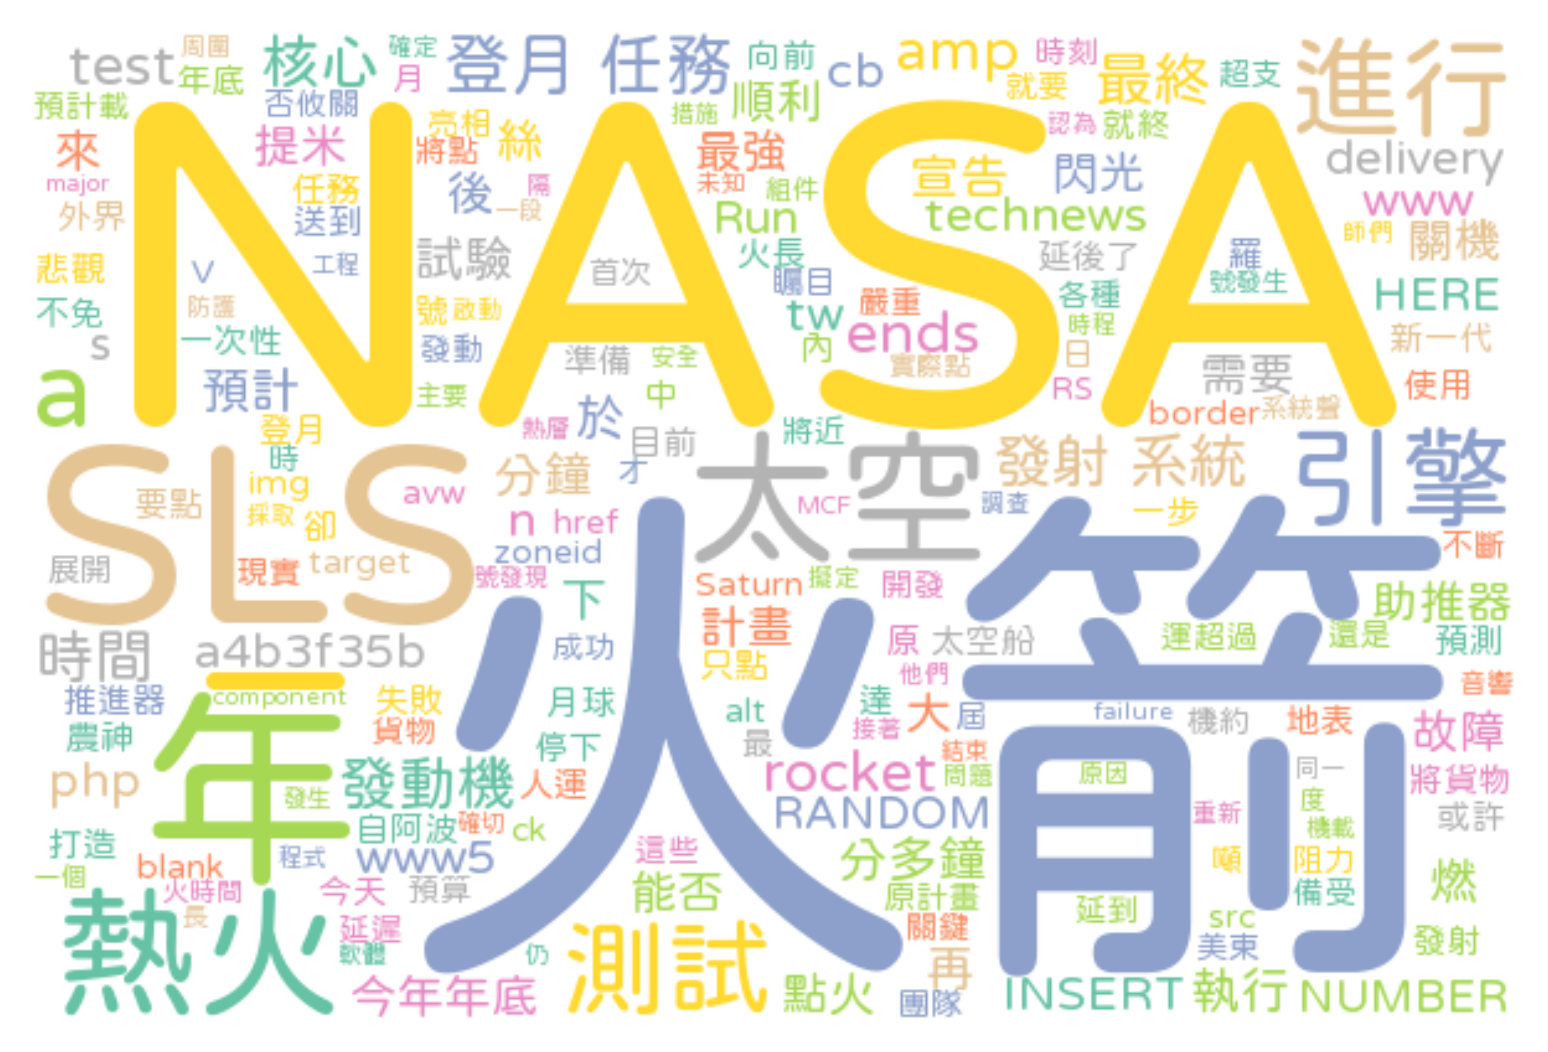 test
周圍
年底
核心
確定
月
登月 任務
向前
cb
amp
時刻
就要
最終
超支
進行
預計載
否攸關
順利
措施
亮相
認為
就終
來
提米
將點
絲
最強
宣告
閃光
delivery
major
任務
後
隔
未知
組件
www
外界
送到
一段
Run
technews
師們
關機
悲觀
V
工程
試驗
首次
火長
延後了
羅
NASA
不免
防護
號
啟動
矚目
號發生
各種
HERE
s
一次性
發動
tw
嚴重
時程
新一代
準備
安全
內
ends
實際點
日
需要
a
預計
主要
中
RS
使用
登月
熱層
於
目前
將近
border
系統聲
時
SLS
要點
img
採取
卻
avw
分鐘
才
太空
發射 系統
引擎
MCF
調查
一步
n
href
展開
現實
target
zoneid
號發現
不斷
下
Saturn
擬定
開發
助推器
時間
a4b3f35b
成功
計畫
原
太空船
運超過
還是
預測
只點
他們
火箭
推進器
component
失敗
月球
達
音響
一
年
農神
貨物
alt
接著
大
屆
failure
機約
地表
故障
停下
最
結束
php
發生
發動機
人運
rocket
問題
原因
同一
將貨物
RANDOM
重新
度
或許
打造
自阿波
確切
ck
機載
blank
程式
www5
這些
分多鐘
噸
阻力
一個
火時間
今天
預算
能否
原計畫
備受
燃
長
延遲
延到
src
熱火
軟體
仍
測試
關鍵
美東
發射
今年年底
點火
再
團隊
INSERT
執行
NUMBER